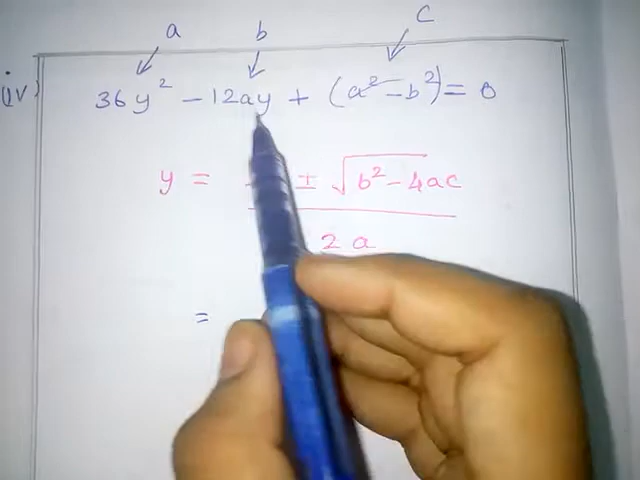 a b c
iv) 36y² - 12ay + (a² - b²) = 0
y = ± √b² - 4ac
2a
=